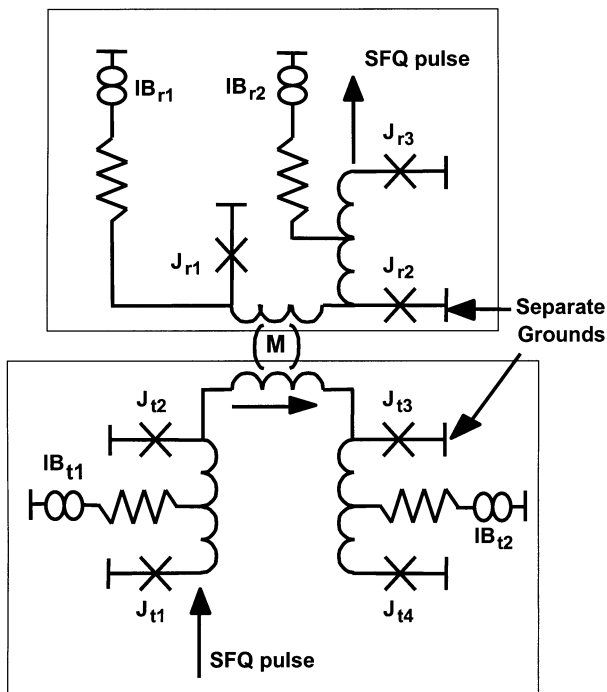 SFQ pulse
IBr1
IBr2
Jr3
Jr1
Jr2
Separate
Grounds
M
Jt2
Jt3
IBt1
IBt2
Jt1
Jt4
SFQ pulse